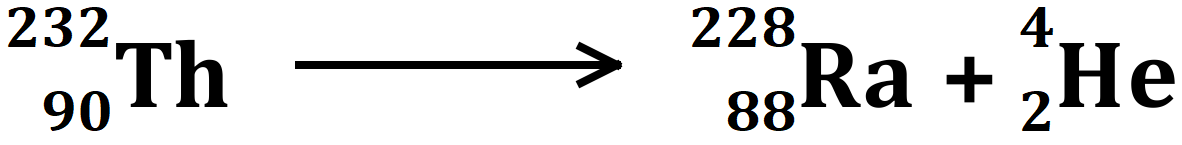 ²³²₉₀Th ⟶ ²²⁸₈₈Ra + ⁴₂He